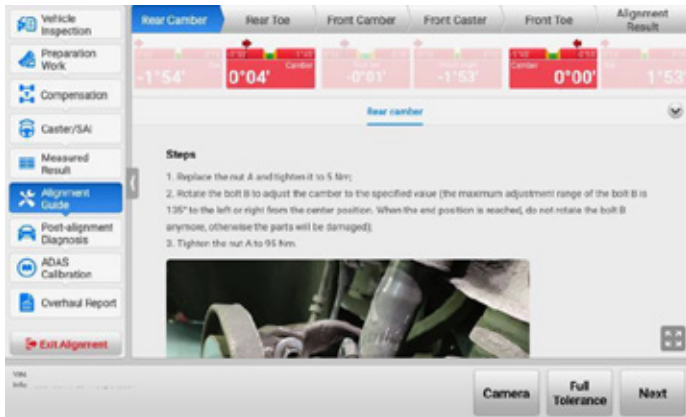 Vehicle
Inspection
Preparation
Work
Compensation
Caster/SAI
Measured
Result
Alignment
Guide
Post-alignment
Diagnosis
ADAS
Calibration
Overhaul Report
Exit Alignment
Rear Camber
Rear Toe
Front Camber
Front Caster
Front Toe
Alignment
Result
-1°54'
Camber
0°04'
-0°01'
-1°53'
Camber
0°00'
1°53'
Rear camber
Steps
1. Replace the nut A and tighten it to 5 Nm;
2. Rotate the bolt B to adjust the camber to the specified value (the maximum adjustment range of the bolt B is
135° to the left or right from the center position. When the end position is reached, do not rotate the bolt B
anymore, otherwise the parts will be damaged);
3. Tighten the nut A to 95 Nm.
VIN
Info
Camera
Full
Tolerance
Next